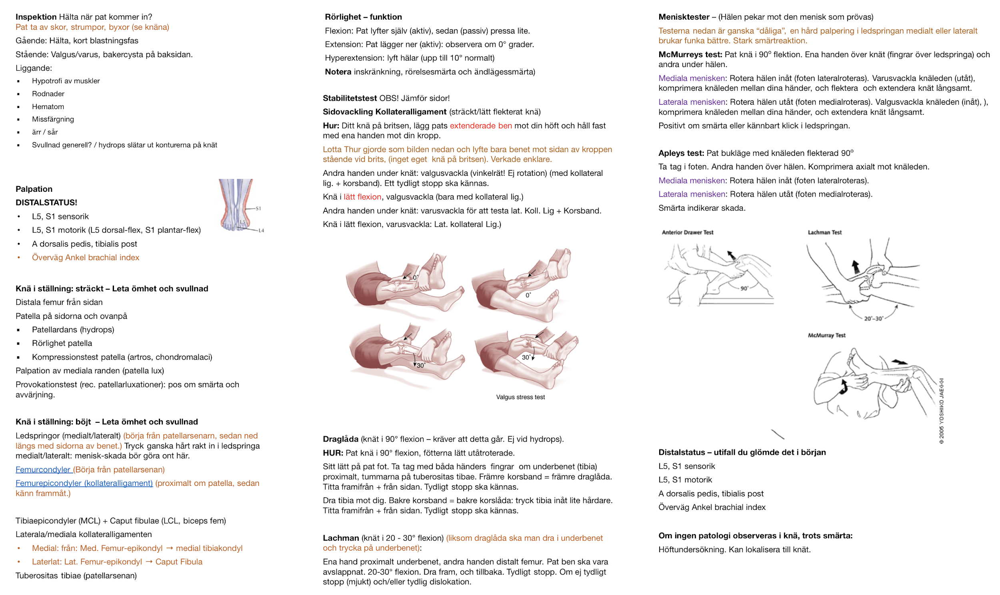 Inspektion Hälta när pat kommer in?
Pat ta av skor, strumpor, byxor (se knäna)
Gående: Hälta, kort blastningsfas
Stående: Valgus/varus, bakercysta på baksidan.
Liggande:
▪ Hypotrofi av muskler
▪ Rodnader
▪ Hematom
▪ Missfärgning
▪ ärr / sår
▪ Svullnad generell? / hydrops slätar ut konturerna på knät
Palpation
DISTALSTATUS!
• L5, S1 sensorik
• L5, S1 motorik (L5 dorsal-flex, S1 plantar-flex)
• A dorsalis pedis, tibialis post
• Överväg Ankel brachial index
S1
L5
L4
Knä i ställning: sträckt – Leta ömhet och svullnad
Distala femur från sidan
Patella på sidorna och ovanpå
▪ Patellardans (hydrops)
▪ Rörlighet patella
▪ Kompressionstest patella (artros, chondromalaci)
Palpation av mediala randen (patella lux)
Provokationstest (rec. patellarluxationer): pos om smärta och
avvärjning.
Knä i ställning: böjt – Leta ömhet och svullnad
Ledspringor (medialt/lateralt) (börja från patellarsenarn, sedan ned
längs med sidorna av benet.) Tryck ganska hårt rakt in i ledspringa
medialt/lateralt: menisk-skada bör göra ont här.
Femurcondyler (Börja från patellarsenan)
Femurepicondyler (kollateralligament) (proximalt om patella, sedan
känn frammåt.)
Tibiaepicondyler (MCL) + Caput fibulae (LCL, biceps fem)
Laterala/mediala kollateralligamenten
• Medial: från: Med. Femur-epikondyl → medial tibiakondyl
• Laterlat: Lat. Femur-epikondyl → Caput Fibula
Tuberositas tibiae (patellarsenan)
Rörlighet – funktion
Flexion: Pat lyfter själv (aktiv), sedan (passiv) pressa lite.
Extension: Pat lägger ner (aktiv): observera om 0° grader.
Hyperextension: lyft hälar (upp till 10° normalt)
Notera inskränkning, rörelsesmärta och ändlägessmärta)
Stabilitetstest OBS! Jämför sidor!
Sidovackling Kollateralligament (sträckt/lätt flekterat knä)
Hur: Ditt knä på britsen, lägg pats extenderade ben mot din höft och håll fast
med ena handen mot din kropp.
Lotta Thur gjorde som bilden nedan och lyfte bara benet mot sidan av kroppen
stående vid brits, (inget eget knä på britsen). Verkade enklare.
Andra handen under knät: valgusvackla (vinkelrät! Ej rotation) (med kollateral
lig. + korsband). Ett tydligt stopp ska kännas.
Knä i lätt flexion, valgusvackla (bara med kollateral lig.)
Andra handen under knät: varusvackla för att testa lat. Koll. Lig + Korsband.
Knä i lätt flexion, varusvackla: Lat. kollateral Lig.)
0°
0°
30°
30°
Valgus stress test
Draglåda (knät i 90° flexion – kräver att detta går. Ej vid hydrops).
HUR: Pat knä i 90° flexion, fötterna lätt utåtroterade.
Sitt lätt på pat fot. Ta tag med båda händers fingrar om underbenet (tibia)
proximalt, tummarna på tuberositas tibae. Främre korsband = främre draglåda.
Titta framifrån + från sidan. Tydligt stopp ska kännas.
Dra tibia mot dig. Bakre korsband = bakre korslåda: tryck tibia inåt lite hårdare.
Titta framifrån + från sidan. Tydligt stopp ska kännas.
Lachman (knät i 20 - 30° flexion) (liksom draglåda ska man dra i underbenet
och trycka på underbenet):
Ena hand proximalt underbenet, andra handen distalt femur. Pat ben ska vara
avslappnat. 20-30° flexion. Dra fram, och tillbaka. Tydligt stopp. Om ej tydligt
stopp (mjukt) och/eller tydlig dislokation.
Menisktester – (Hälen pekar mot den menisk som prövas)
Testerna nedan är ganska “dåliga”, en hård palpering i ledspringan medialt eller lateralt
brukar funka bättre. Stark smärtreaktion.
McMurreys test: Pat knä i 90º flektion. Ena handen över knät (fingrar över ledspringa) och
andra under hälen.
Mediala menisken: Rotera hälen inåt (foten lateralroteras). Varusvackla knäleden (utåt),
komprimera knäleden mellan dina händer, och flektera och extendera knät långsamt.
Laterala menisken: Rotera hälen utåt (foten medialroteras). Valgusvackla knäleden (inåt), ),
komprimera knäleden mellan dina händer, och extendera knät långsamt.
Positivt om smärta eller kännbart klick i ledspringan.
Apleys test: Pat bukläge med knäleden flekterad 90º
Ta tag i foten. Andra handen över hälen. Komprimera axialt mot knäleden.
Mediala menisken: Rotera hälen inåt (foten lateralroteras).
Laterala menisken: Rotera hälen utåt (foten medialroteras).
Smärta indikerar skada.
Anterior Drawer Test
90°
Lachman Test
20°–30°
McMurray Test
© 2005 YOSHIKO JAEGGI
Distalstatus – utifall du glömde det i början
L5, S1 sensorik
L5, S1 motorik
A dorsalis pedis, tibialis post
Överväg Ankel brachial index
Om ingen patologi observeras i knä, trots smärta:
Höftundersökning. Kan lokalisera till knät.